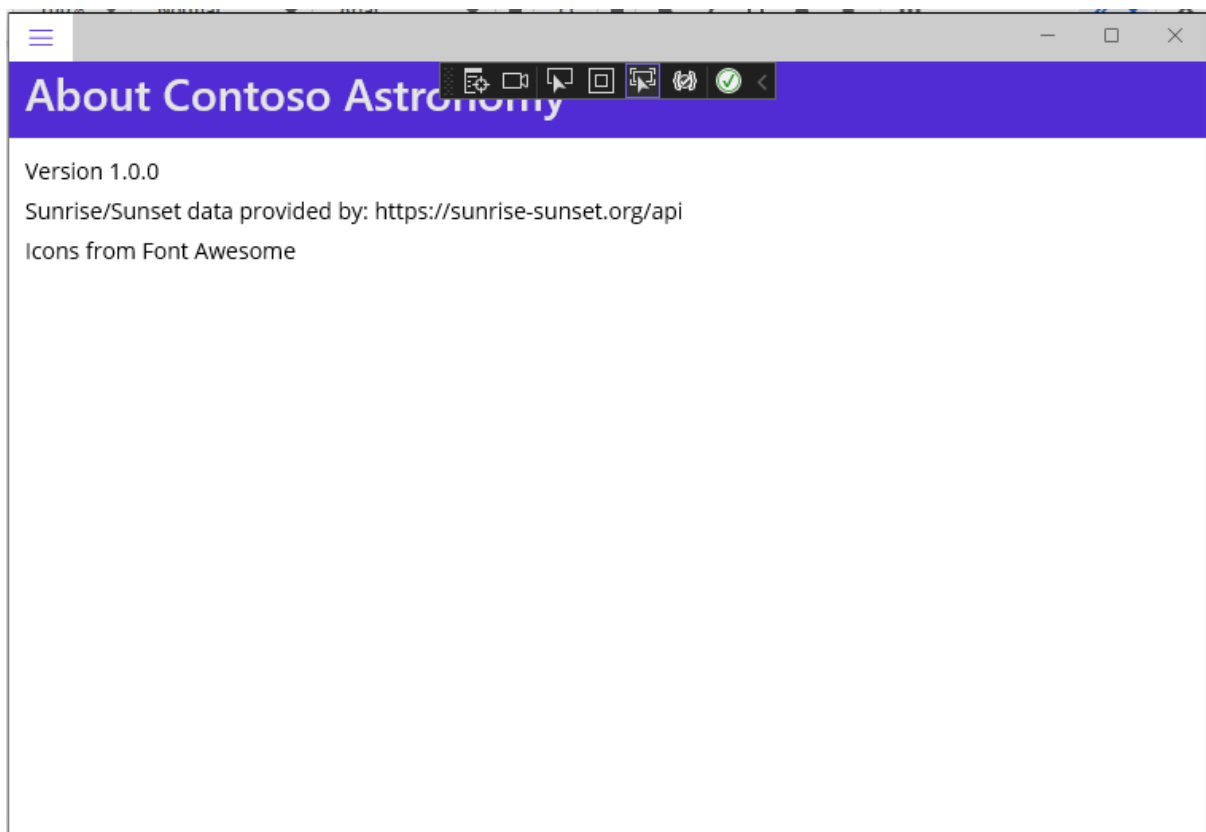 About Contoso Astronomy
Version 1.0.0
Sunrise/Sunset data provided by: https://sunrise-sunset.org/api
Icons from Font Awesome